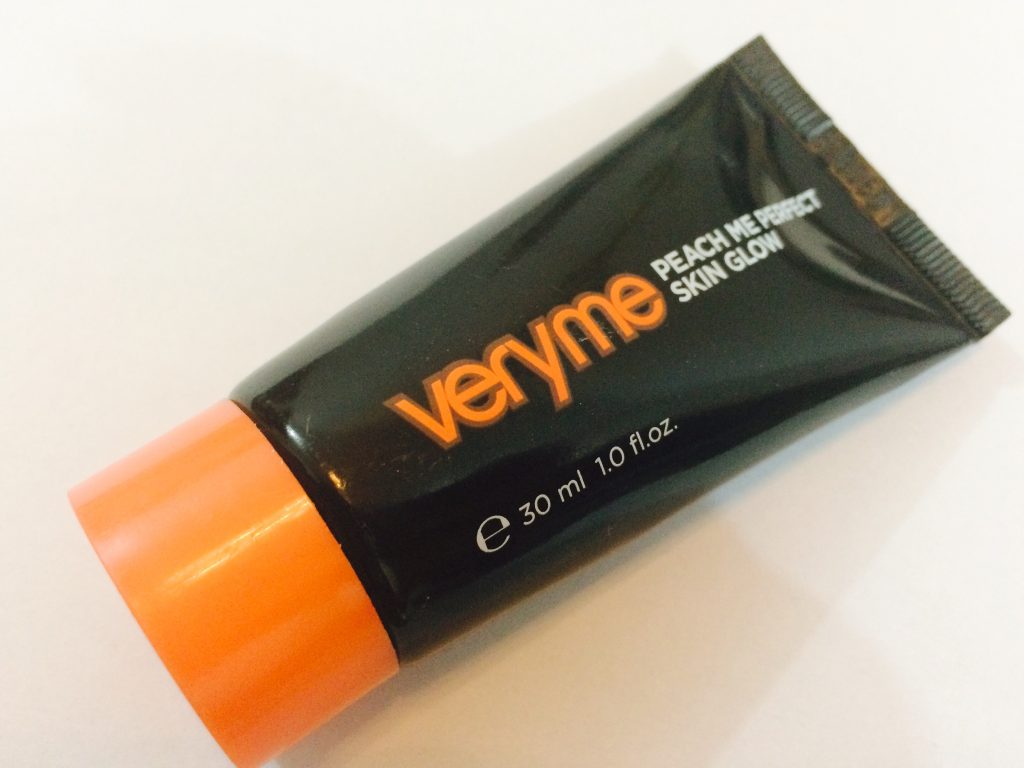 veryme
PEACH ME PERFECT
SKIN GLOW
℮ 30 ml 1.0 fl.oz.